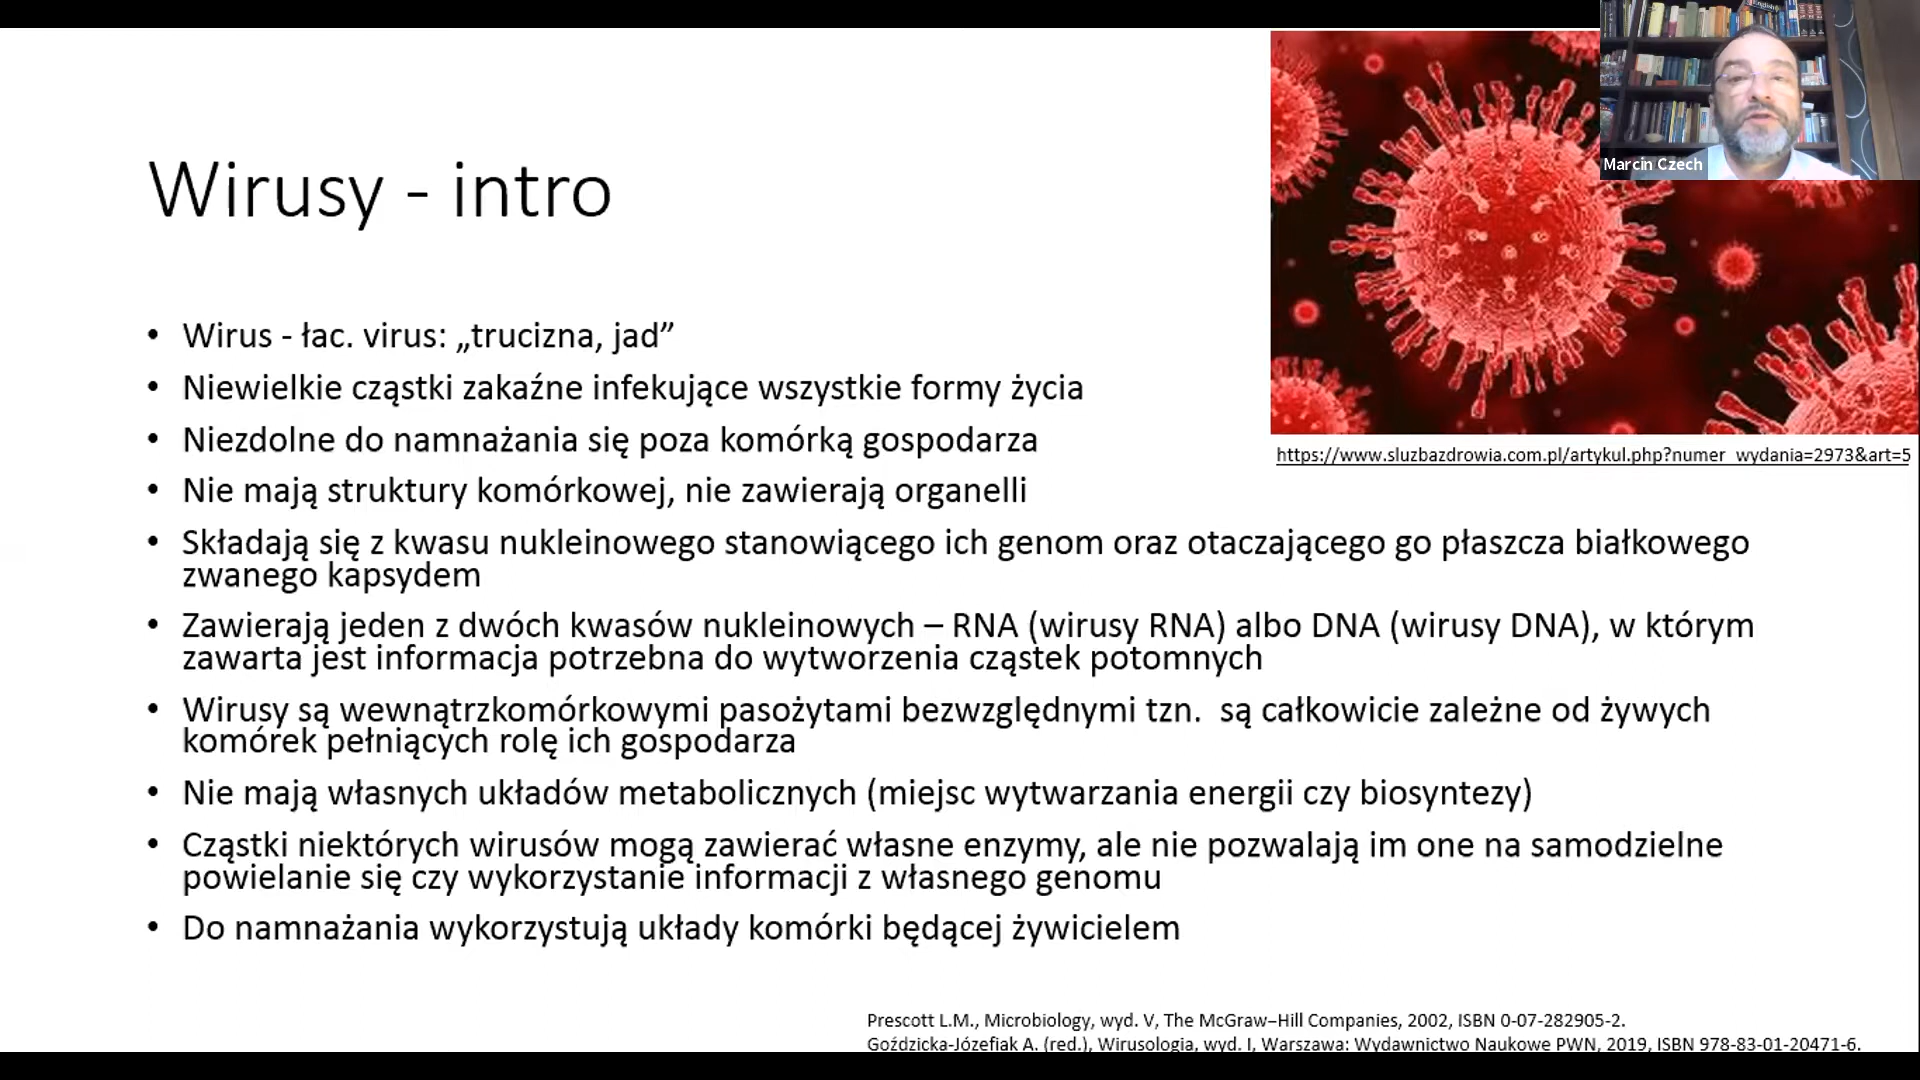 Marcin Czech
Wirusy - intro
https://www.sluzbazdrowia.com.pl/artykul.php?numer_wydania=2973&art=5
• Wirus - łac. virus: „trucizna, jad”
• Niewielkie cząstki zakaźne infekujące wszystkie formy życia
• Niezdolne do namnażania się poza komórką gospodarza
• Nie mają struktury komórkowej, nie zawierają organelli
• Składają się z kwasu nukleinowego stanowiącego ich genom oraz otaczającego go płaszcza białkowego
zwanego kapsydem
• Zawierają jeden z dwóch kwasów nukleinowych – RNA (wirusy RNA) albo DNA (wirusy DNA), w którym
zawarta jest informacja potrzebna do wytworzenia cząstek potomnych
• Wirusy są wewnątrzkomórkowymi pasożytami bezwzględnymi tzn.  są całkowicie zależne od żywych
komórek pełniących rolę ich gospodarza
• Nie mają własnych układów metabolicznych (miejsc wytwarzania energii czy biosyntezy)
• Cząstki niektórych wirusów mogą zawierać własne enzymy, ale nie pozwalają im one na samodzielne
powielanie się czy wykorzystanie informacji z własnego genomu
• Do namnażania wykorzystują układy komórki będącej żywicielem
Prescott L.M., Microbiology, wyd. V, The McGraw–Hill Companies, 2002, ISBN 0-07-282905-2.
Goździcka-Józefiak A. (red.), Wirusologia, wyd. I, Warszawa: Wydawnictwo Naukowe PWN, 2019, ISBN 978-83-01-20471-6.